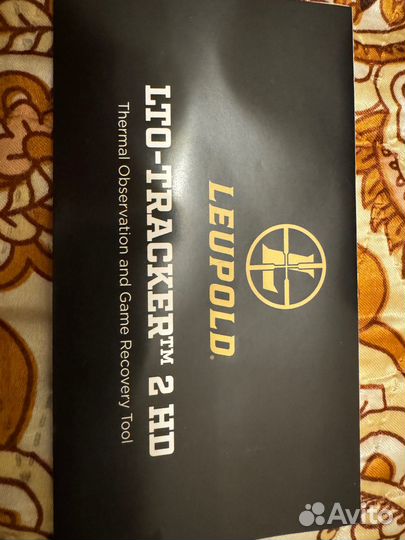 LEUPOLD®
LTO-TRACKER™ 2 HD
Thermal Observation and Game Recovery Tool
Avito